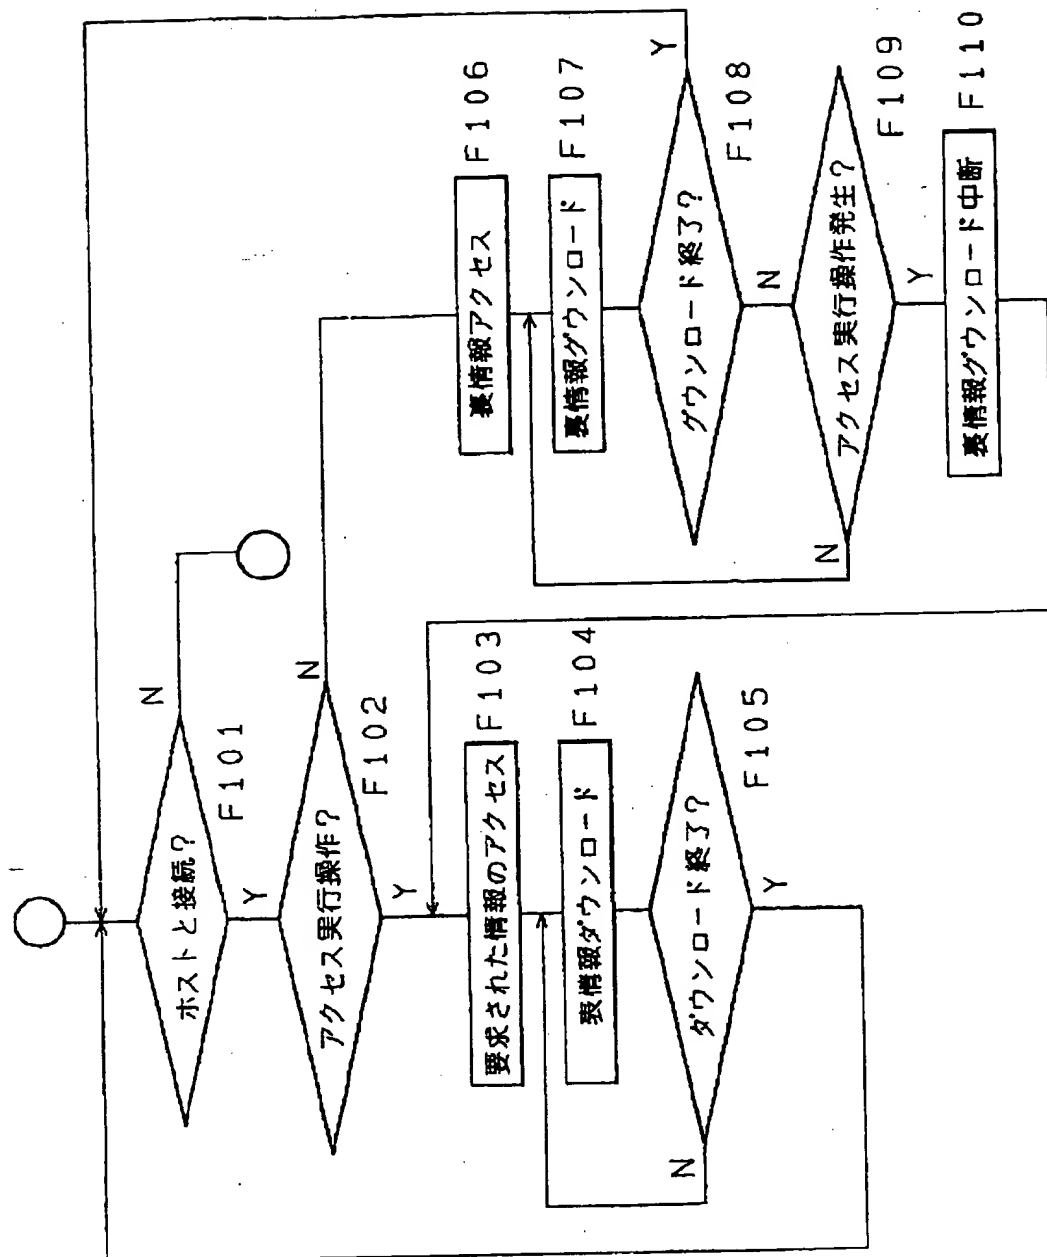 ホストと接続?
N
F101
Y
アクセス実行操作?
N
F102
Y
要求された情報のアクセス
F103
表情報ダウンロード
F104
ダウンロード終了?
N
F105
Y
裏情報アクセス
F106
裏情報ダウンロード
F107
ダウンロード終了?
Y
F108
N
アクセス実行操作発生?
N
F109
Y
裏情報ダウンロード中断
F110